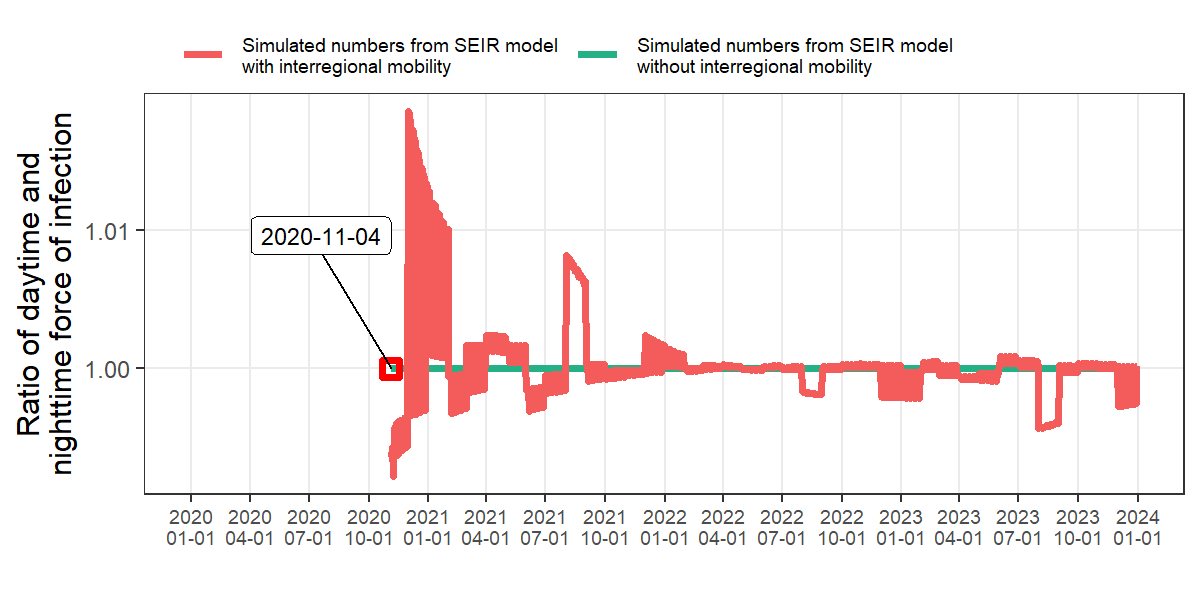 Simulated numbers from SEIR model
with interregional mobility
Simulated numbers from SEIR model
without interregional mobility
Ratio of daytime and
nighttime force of infection
1.01
1.00
2020-11-04
2020 2020 2020 2020 2021 2021 2021 2021 2022 2022 2022 2022 2023 2023 2023 2023 2024
01-01 04-01 07-01 10-01 01-01 04-01 07-01 10-01 01-01 04-01 07-01 10-01 01-01 04-01 07-01 10-01 01-01